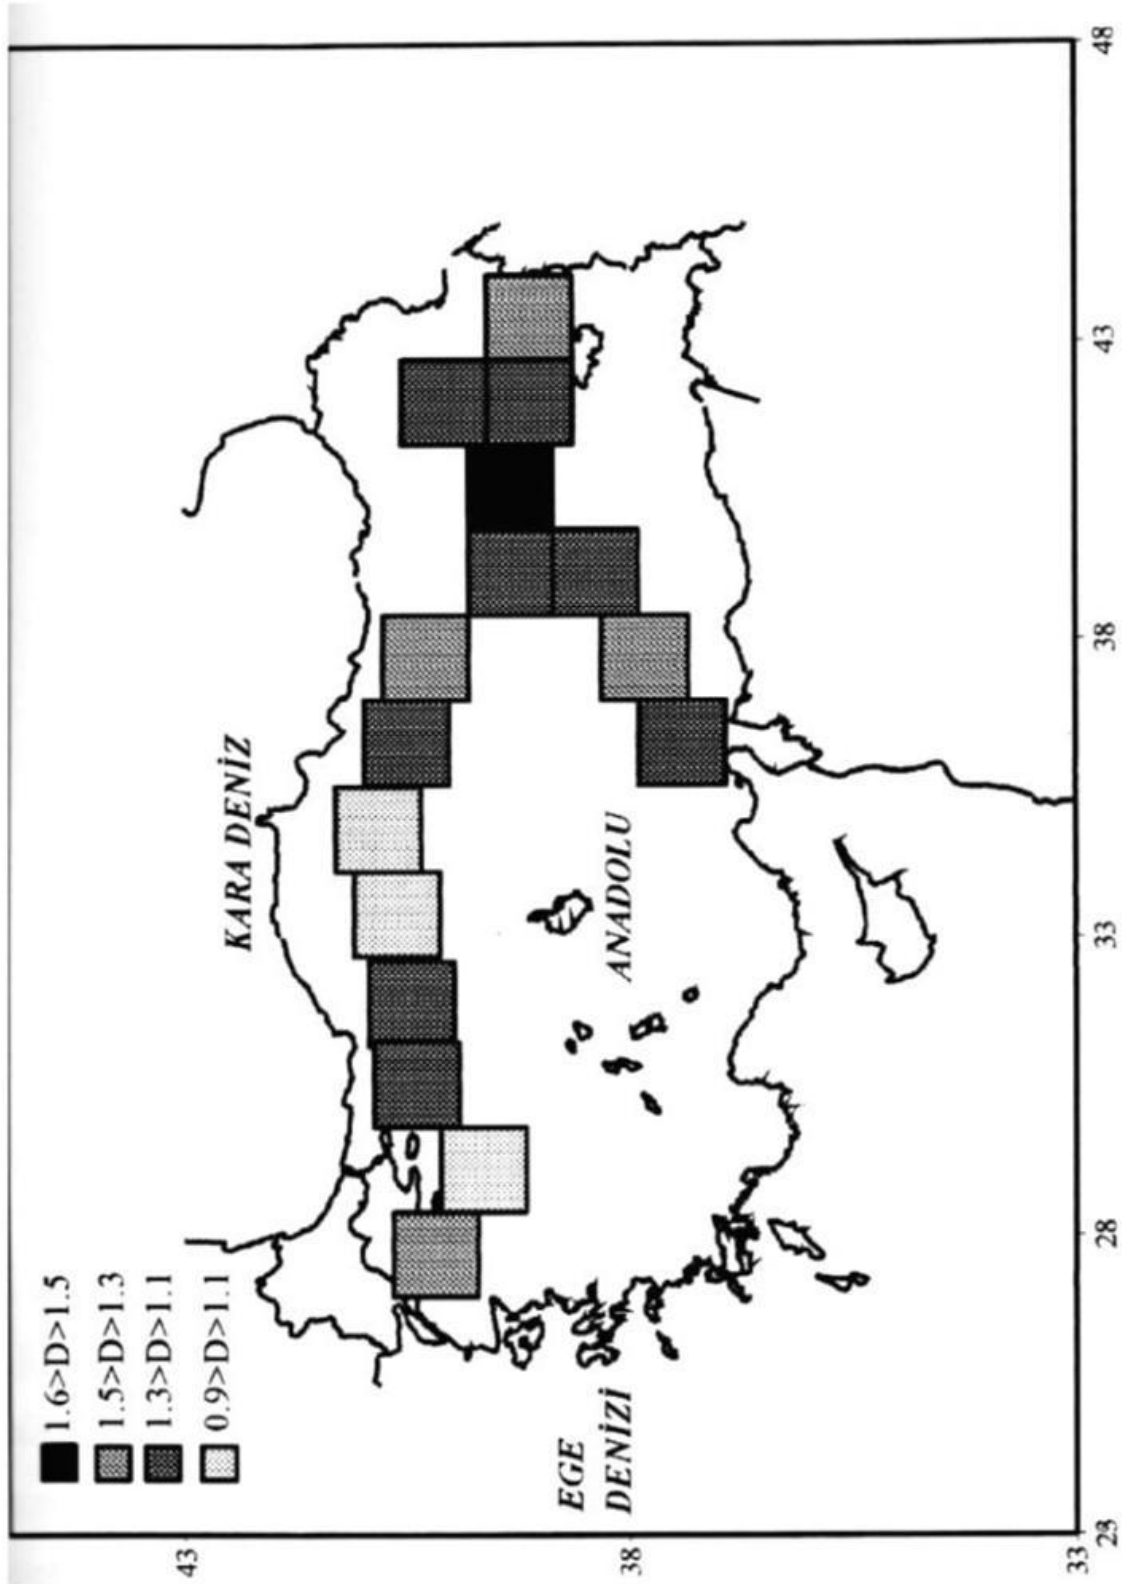 1.6>D>1.5
1.5>D>1.3
1.3>D>1.1
0.9>D>1.1
KARA DENİZ
ANADOLU
EGE
DENİZİ
43
38
33
23
28
33
38
43
48